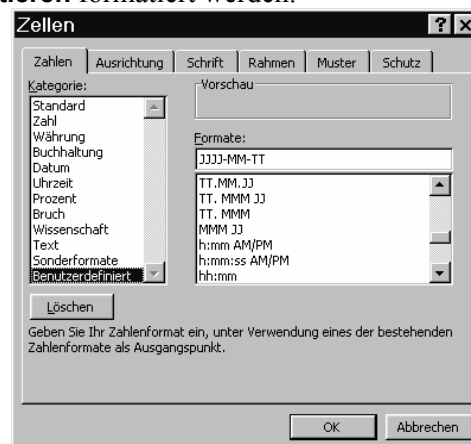 tieren formatiert werden.
Zellen
Zahlen Ausrichtung Schrift Rahmen Muster Schutz
Kategorie:
Standard
Zahl
Währung
Buchhaltung
Datum
Uhrzeit
Prozent
Bruch
Wissenschaft
Text
Sonderformate
Benutzerdefiniert
Löschen
Vorschau
Formate:
JJJJ-MM-TT
TT.MM.JJ
TT. MMM JJ
TT. MMM
MMM JJ
h:mm AM/PM
h:mm:ss AM/PM
hh:mm
Geben Sie Ihr Zahlenformat ein, unter Verwendung eines der bestehenden
Zahlenformate als Ausgangspunkt.
OK Abbrechen